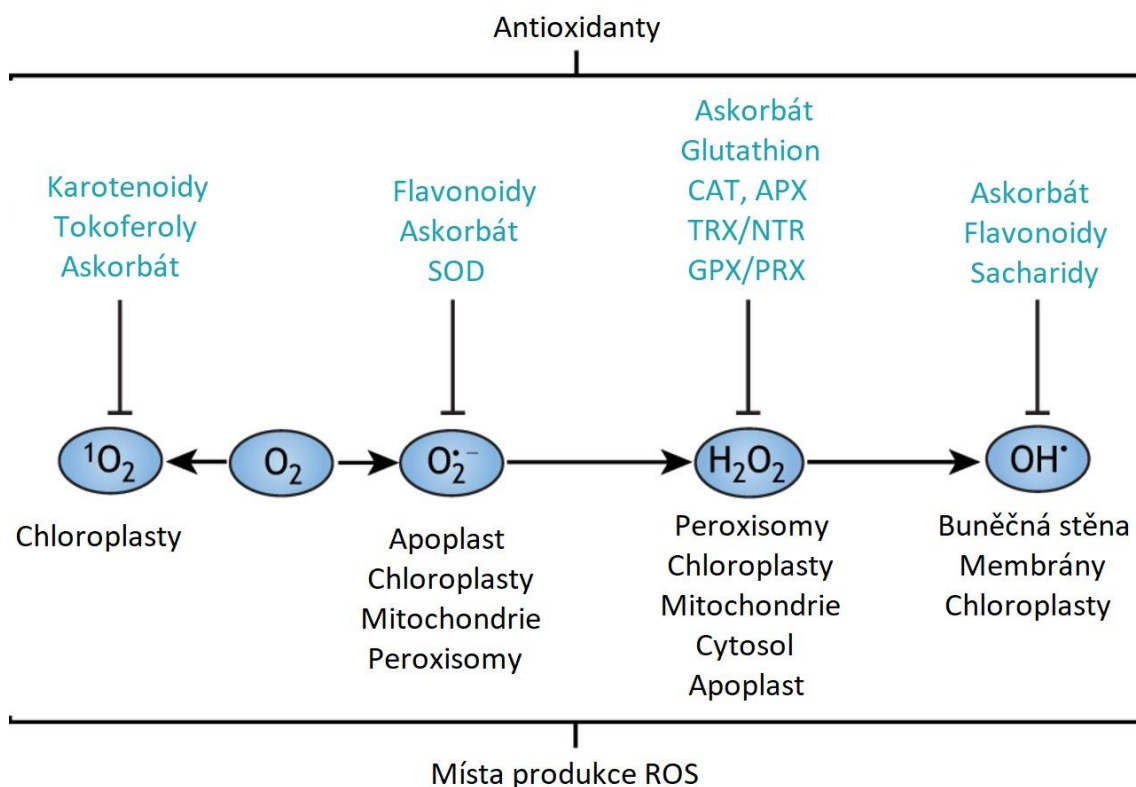 Antioxidanty
Karotenoidy
Tokoferoly
Askorbát
Flavonoidy
Askorbát
SOD
Askorbát
Glutathion
CAT, APX
TRX/NTR
GPX/PRX
Askorbát
Flavonoidy
Sacharidy
¹O₂
O₂
O₂•⁻
H₂O₂
OH•
Chloroplasty
Apoplast
Chloroplasty
Mitochondrie
Peroxisomy
Peroxisomy
Chloroplasty
Mitochondrie
Cytosol
Apoplast
Buněčná stěna
Membrány
Chloroplasty
Místa produkce ROS